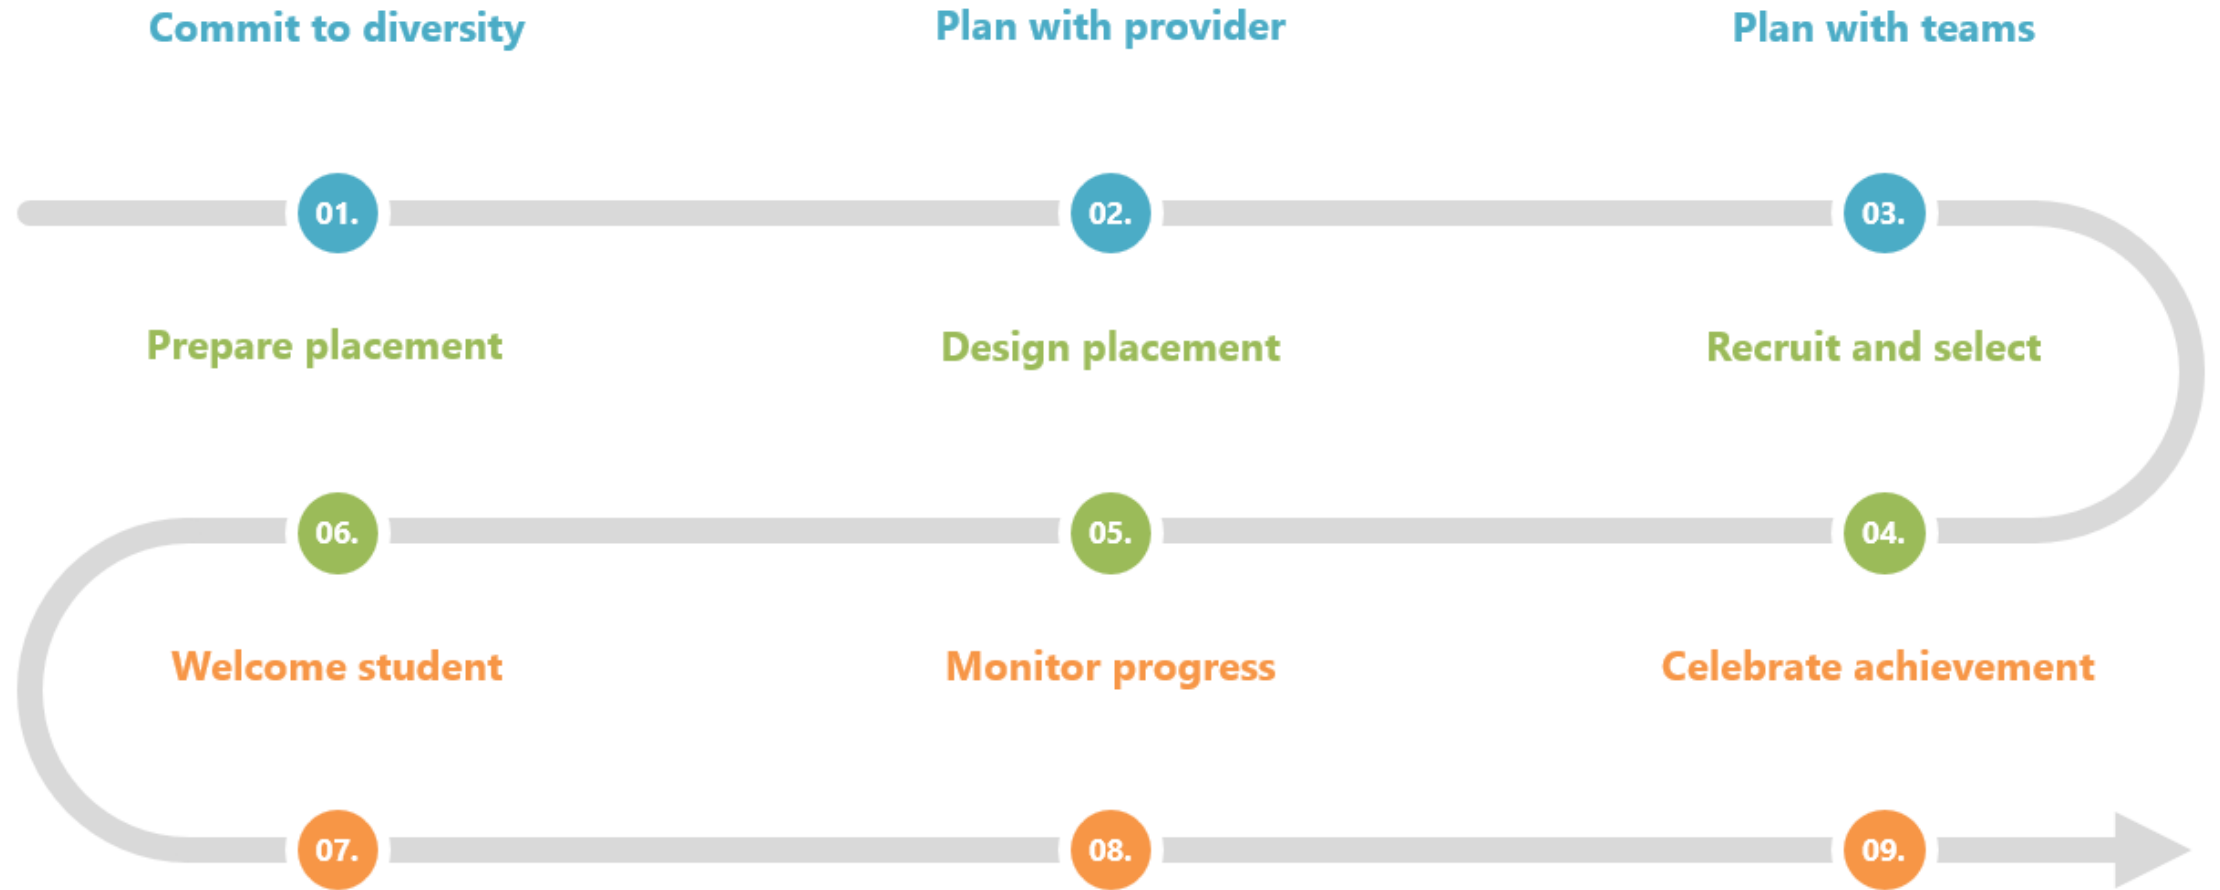 Commit to diversity
Plan with provider
Plan with teams
01.
02.
03.
Prepare placement
Design placement
Recruit and select
06.
05.
04.
Welcome student
Monitor progress
Celebrate achievement
07.
08.
09.